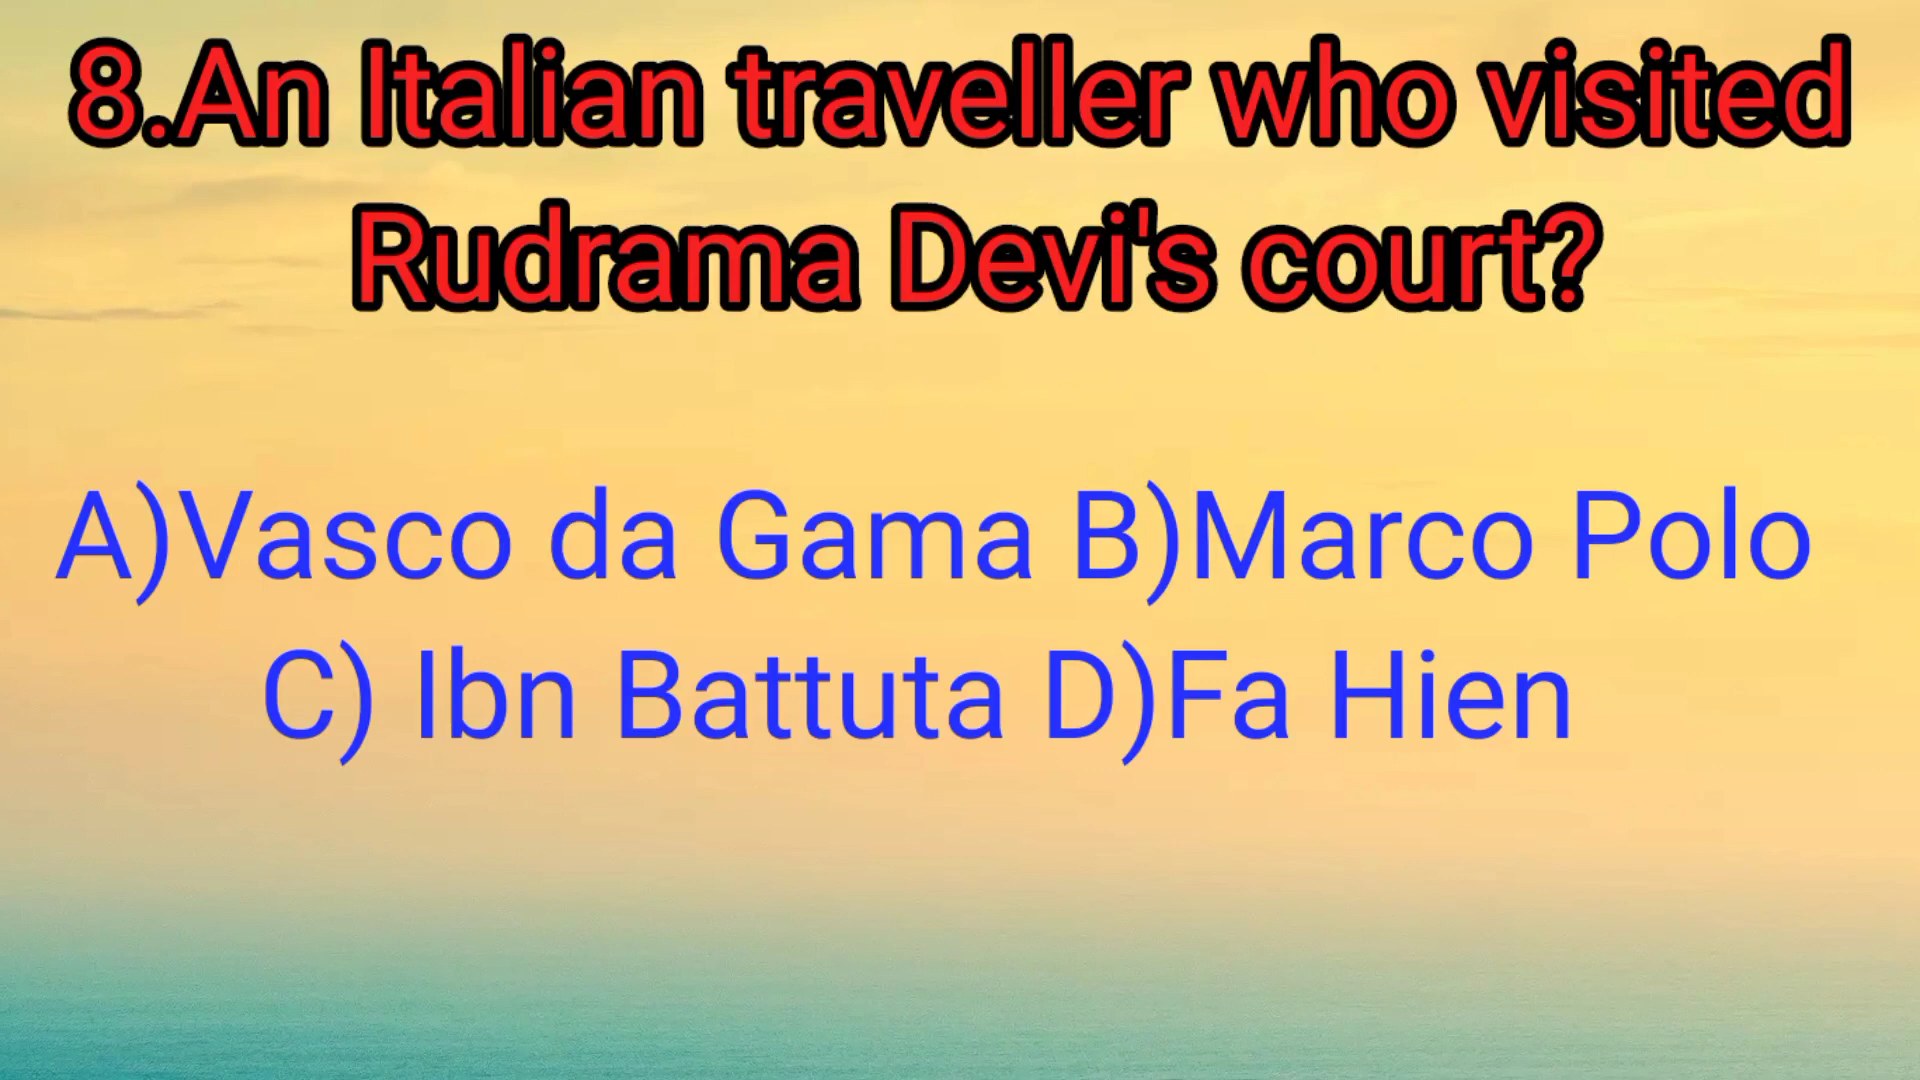 8.An Italian traveller who visited
Rudrama Devi's court?
A)Vasco da Gama B)Marco Polo
C) Ibn Battuta D)Fa Hien